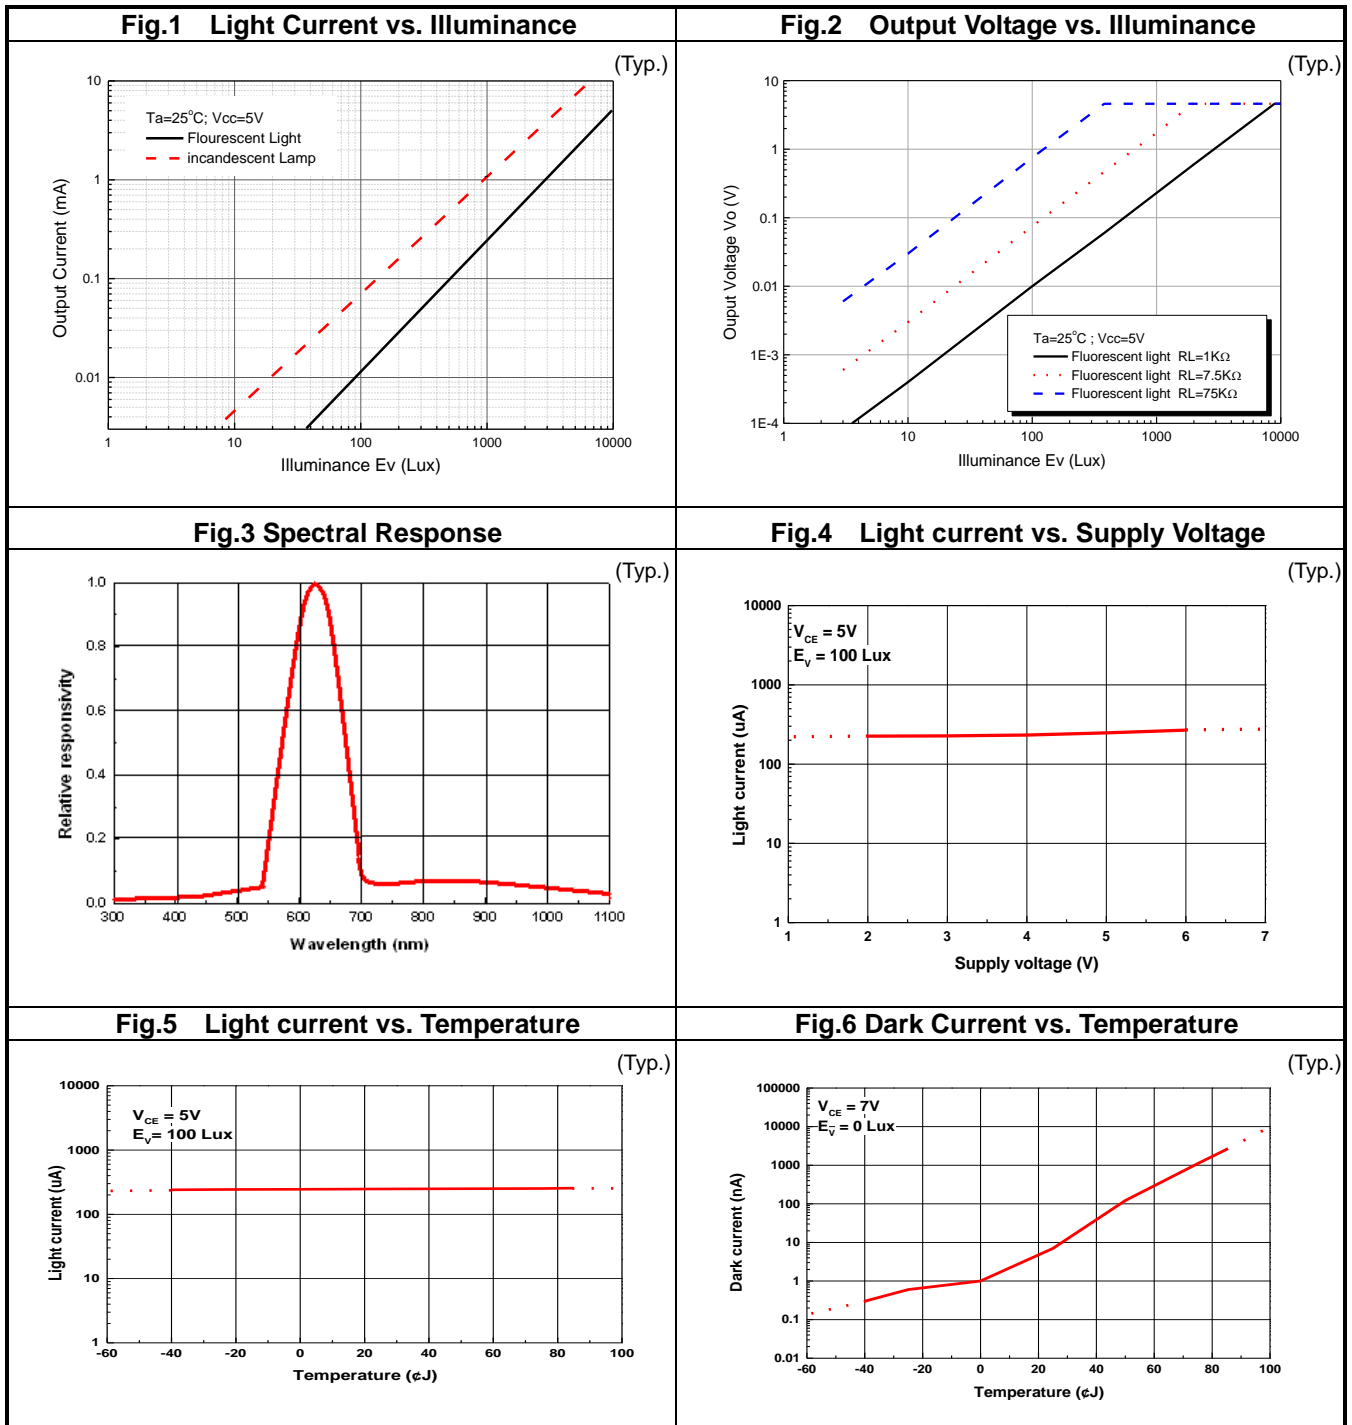 Fig.1 Light Current vs. Illuminance
Fig.2 Output Voltage vs. Illuminance
(Typ.)
10
1
0.1
0.01
Output Current (mA)
Ta=25°C; Vcc=5V
Flourescent Light
incandescent Lamp
1 10 100 1000 10000
Illuminance Ev (Lux)
(Typ.)
10
1
0.1
0.01
1E-3
1E-4
Ouput Voltage Vo (V)
Ta=25°C ; Vcc=5V
Fluorescent light RL=1KΩ
Fluorescent light RL=7.5KΩ
Fluorescent light RL=75KΩ
1 10 100 1000 10000
Illuminance Ev (Lux)
Fig.3 Spectral Response
Fig.4 Light current vs. Supply Voltage
(Typ.)
1.0
0.8
0.6
0.4
0.2
0.0
Relative responsivity
300 400 500 600 700 800 900 1000 1100
Wavelength (nm)
(Typ.)
10000
1000
100
10
1
Light current (uA)
VCE = 5V
EV = 100 Lux
1 2 3 4 5 6 7
Supply voltage (V)
Fig.5 Light current vs. Temperature
Fig.6 Dark Current vs. Temperature
(Typ.)
10000
1000
100
10
1
Light current (uA)
VCE = 5V
EV= 100 Lux
-60 -40 -20 0 20 40 60 80 100
Temperature (¢J)
(Typ.)
100000
10000
1000
100
10
1
0.1
0.01
Dark current (nA)
VCE = 7V
EV = 0 Lux
-60 -40 -20 0 20 40 60 80 100
Temperature (¢J)